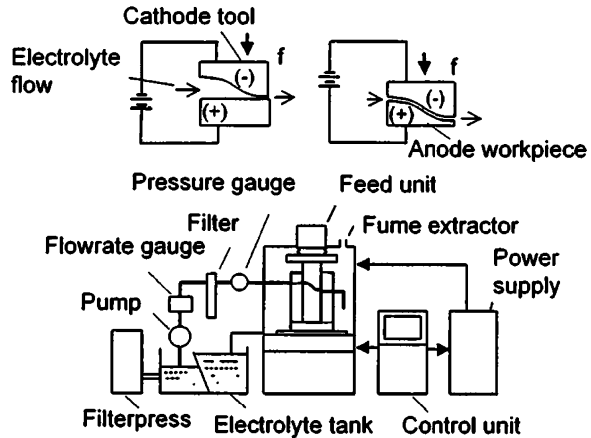 Cathode tool
Electrolyte
flow
f
(-)
(+)
f
(-)
(+)
Anode workpiece
Pressure gauge
Feed unit
Filter
Fume extractor
Flowrate gauge
Power
supply
Pump
Filterpress
Electrolyte tank
Control unit